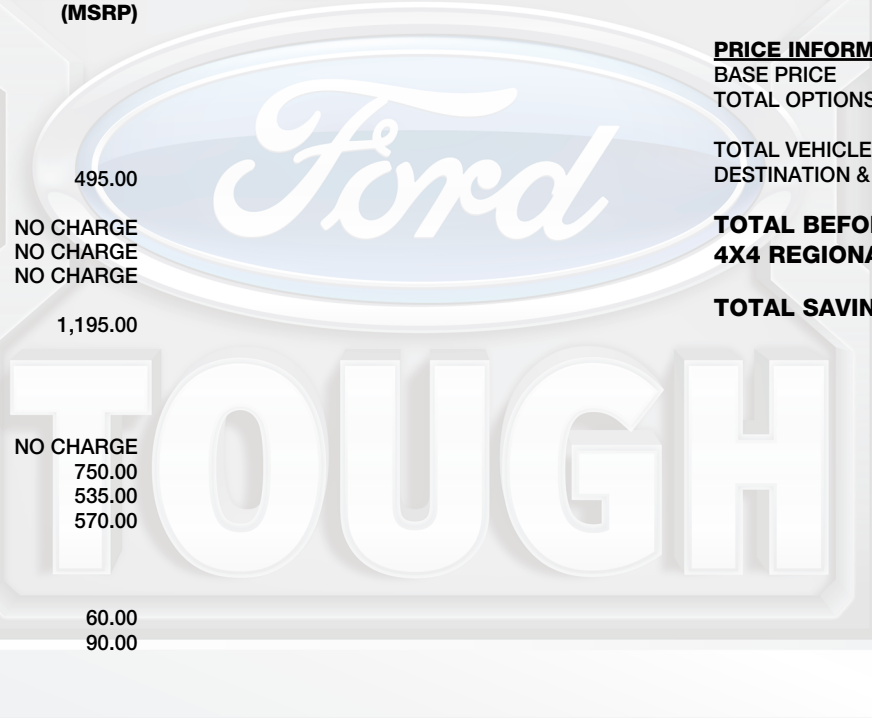 (MSRP)
495.00
NO CHARGE
NO CHARGE
NO CHARGE
1,195.00
NO CHARGE
750.00
535.00
570.00
60.00
90.00
PRICE INFORM
BASE PRICE
TOTAL OPTIONS
TOTAL VEHICLE
DESTINATION &
TOTAL BEFO
4X4 REGIONA
TOTAL SAVIN
Ford
TOUGH